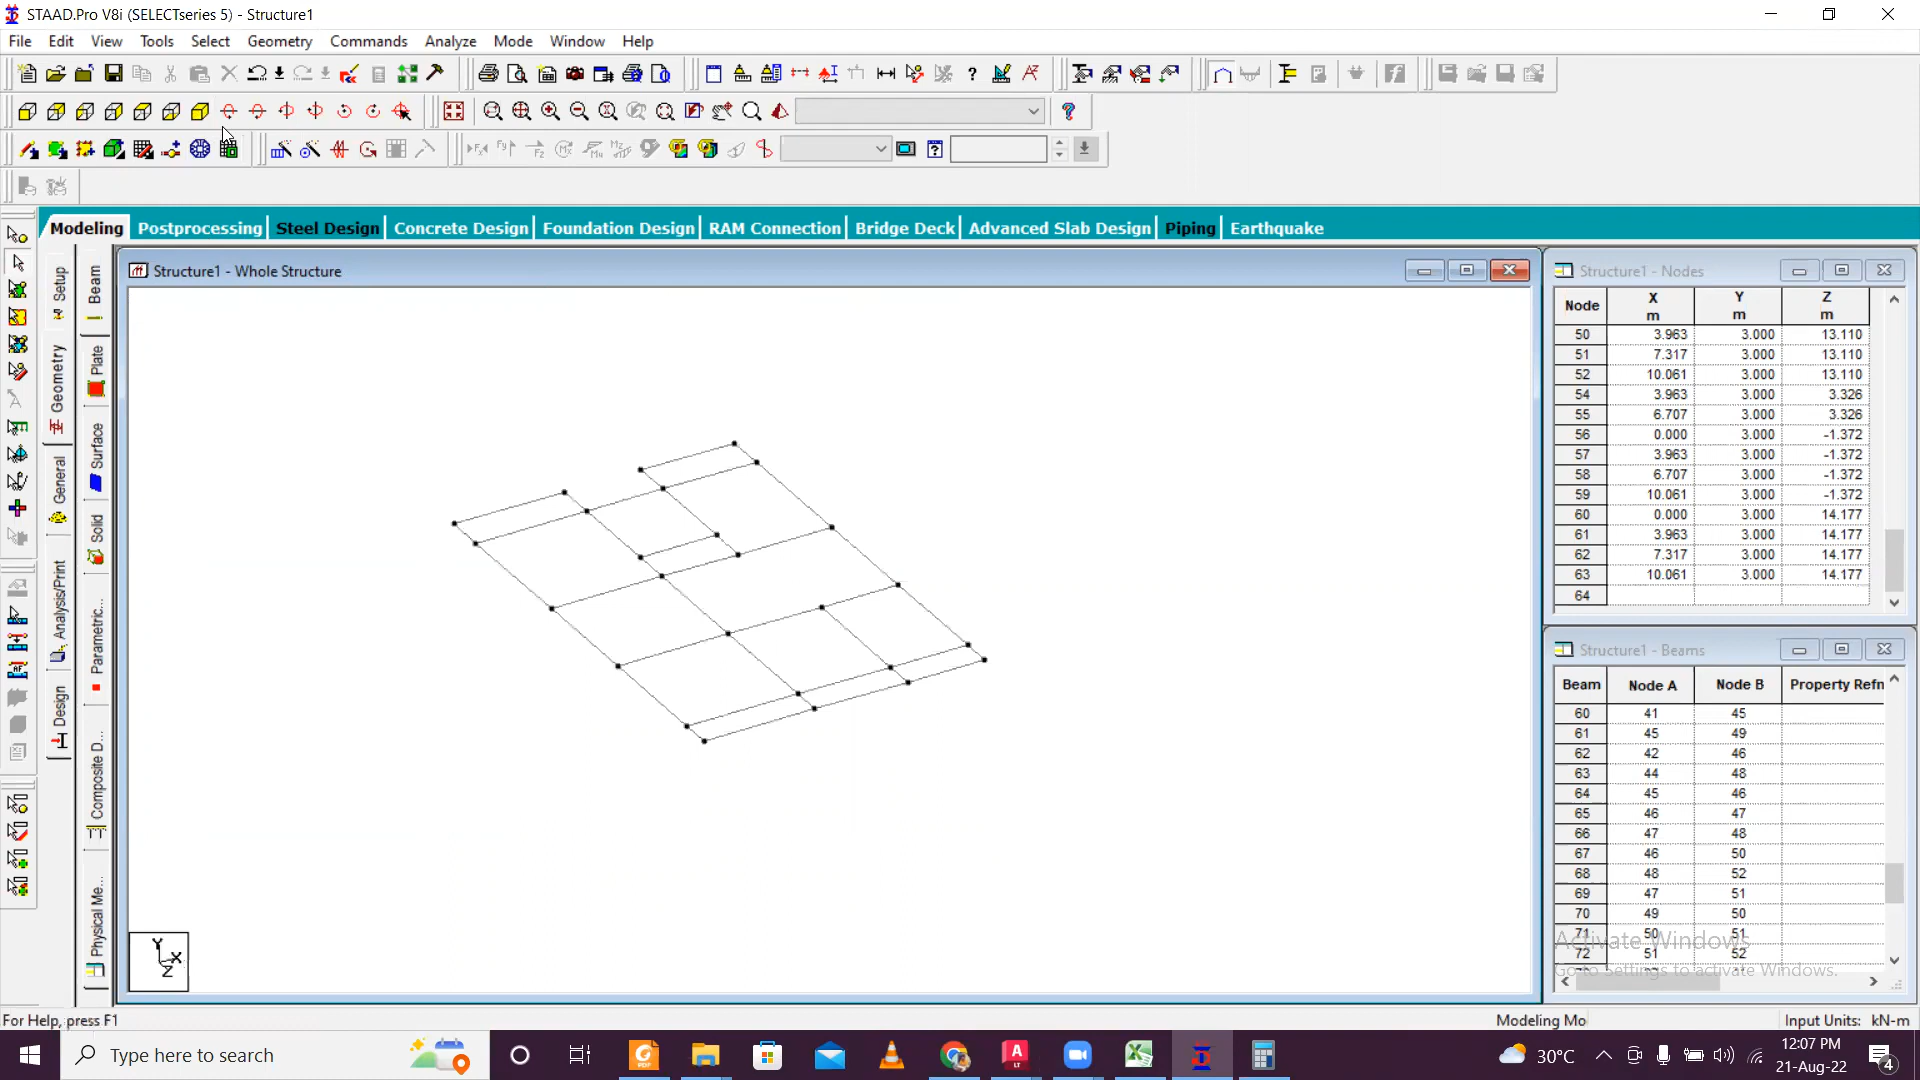 STAAD.Pro V8i (SELECTseries 5) - Structure1
File Edit View Tools Select Geometry Commands Analyze Mode Window Help
Modeling Postprocessing Steel Design Concrete Design Foundation Design RAM Connection Bridge Deck Advanced Slab Design Piping Earthquake
Setup
Geometry
General
Analysis/Print
Design
Beam
Plate
Surface
Solid
Parametric...
Composite D...
Physical Me...
Structure1 - Whole Structure
Y
X
Z
Structure1 - Nodes
Node X m Y m Z m
50 3.963 3.000 13.110
51 7.317 3.000 13.110
52 10.061 3.000 13.110
54 3.963 3.000 3.326
55 6.707 3.000 3.326
56 0.000 3.000 -1.372
57 3.963 3.000 -1.372
58 6.707 3.000 -1.372
59 10.061 3.000 -1.372
60 0.000 3.000 14.177
61 3.963 3.000 14.177
62 7.317 3.000 14.177
63 10.061 3.000 14.177
64
Structure1 - Beams
Beam Node A Node B Property Refn
60 41 45
61 45 49
62 42 46
63 44 48
64 45 46
65 46 47
66 47 48
67 46 50
68 48 52
69 47 51
70 49 50
71 50 51
72 51 52
Activate Windows
Go to Settings to activate Windows.
For Help, press F1
Modeling Mo
Input Units: kN-m
Type here to search
30°C
12:07 PM
21-Aug-22
4